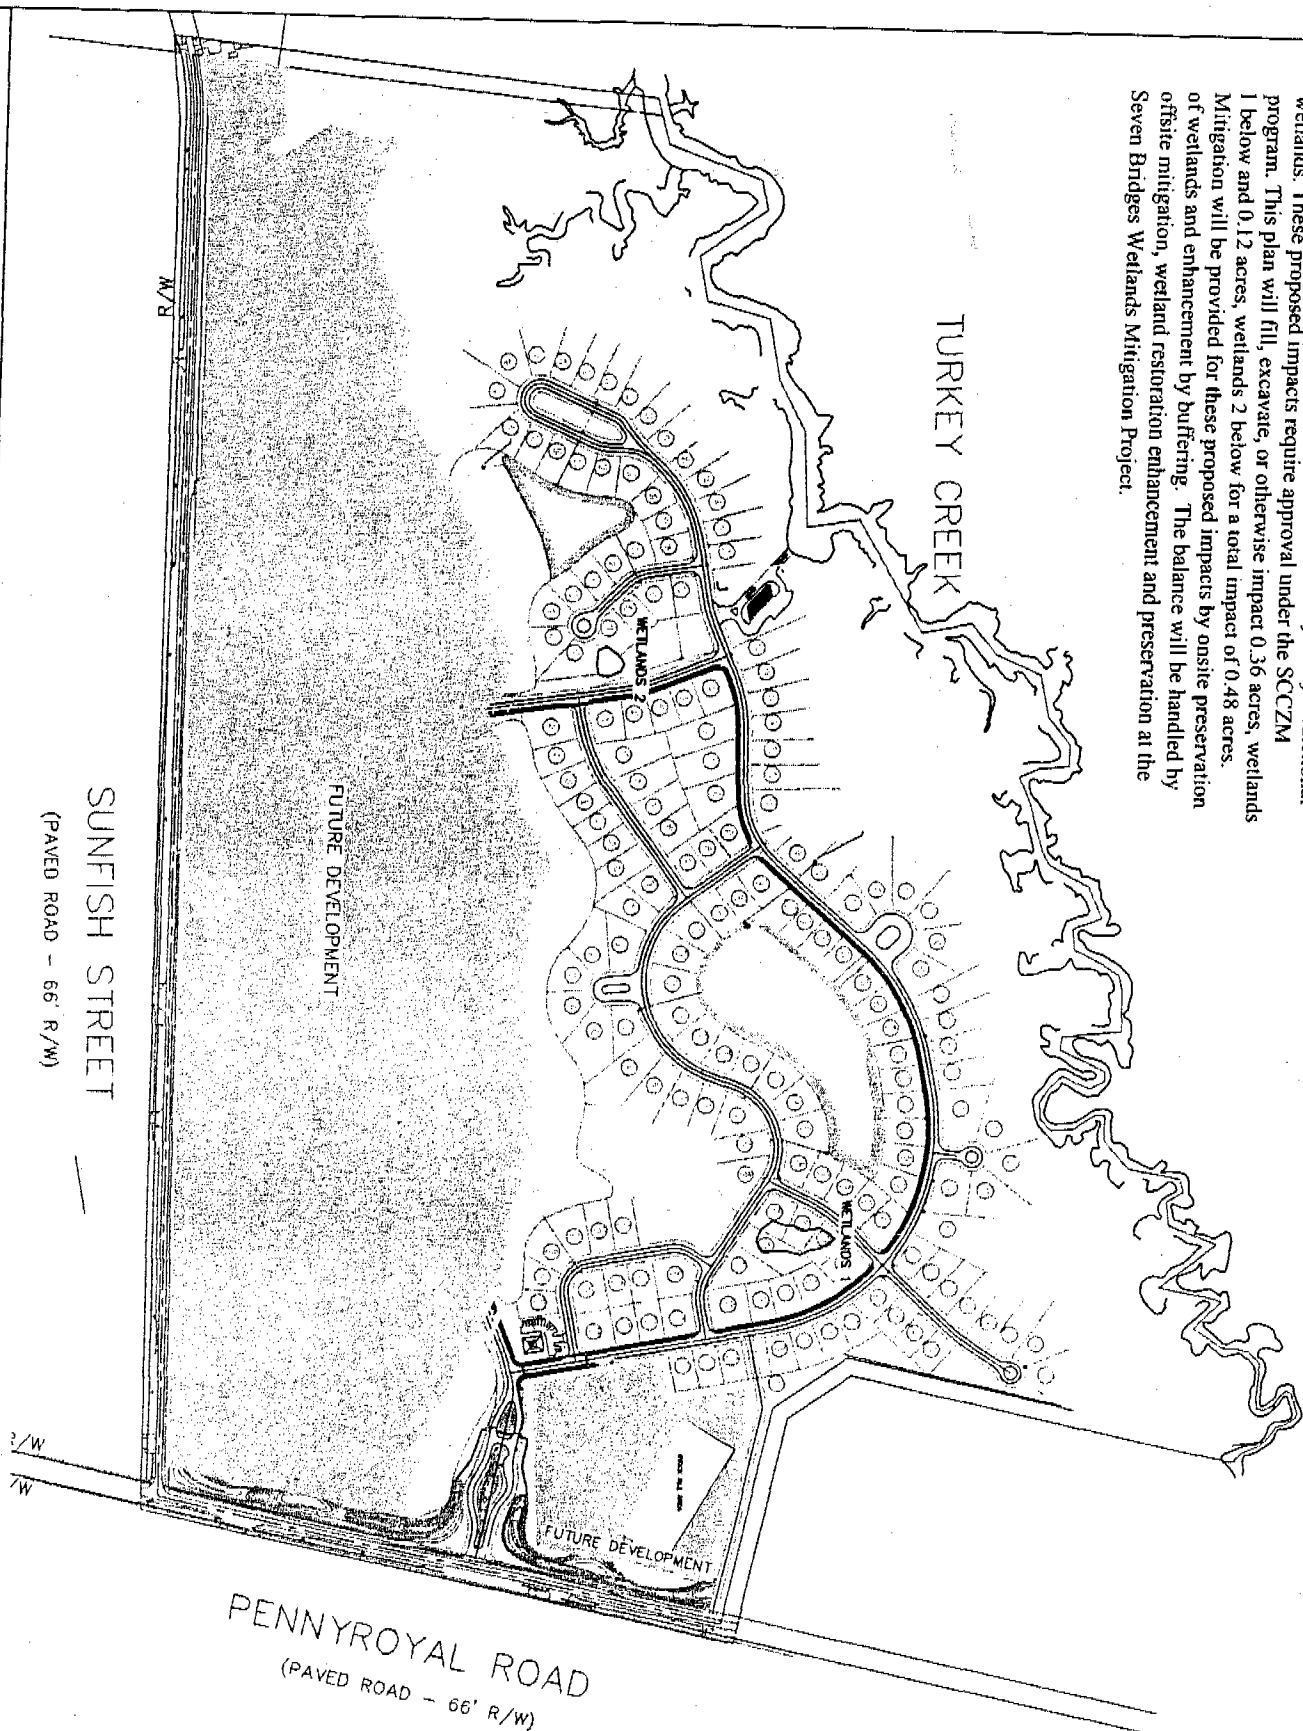 wetlands. These proposed impacts require approval under the SCCZM
program. This plan will fill, excavate, or otherwise impact 0.36 acres, wetlands
1 below and 0.12 acres, wetlands 2 below for a total impact of 0.48 acres.
Mitigation will be provided for these proposed impacts by onsite preservation
of wetlands and enhancement by buffering. The balance will be handled by
offsite mitigation, wetland restoration enhancement and preservation at the
Seven Bridges Wetlands Mitigation Project.
TURKEY CREEK
R/W
WETLANDS 2
WETLANDS 1
FUTURE DEVELOPMENT
SUNFISH STREET
(PAVED ROAD - 66' R/W)
FUTURE DEVELOPMENT
R/W
/W
PENNYROYAL ROAD
(PAVED ROAD - 66' R/W)